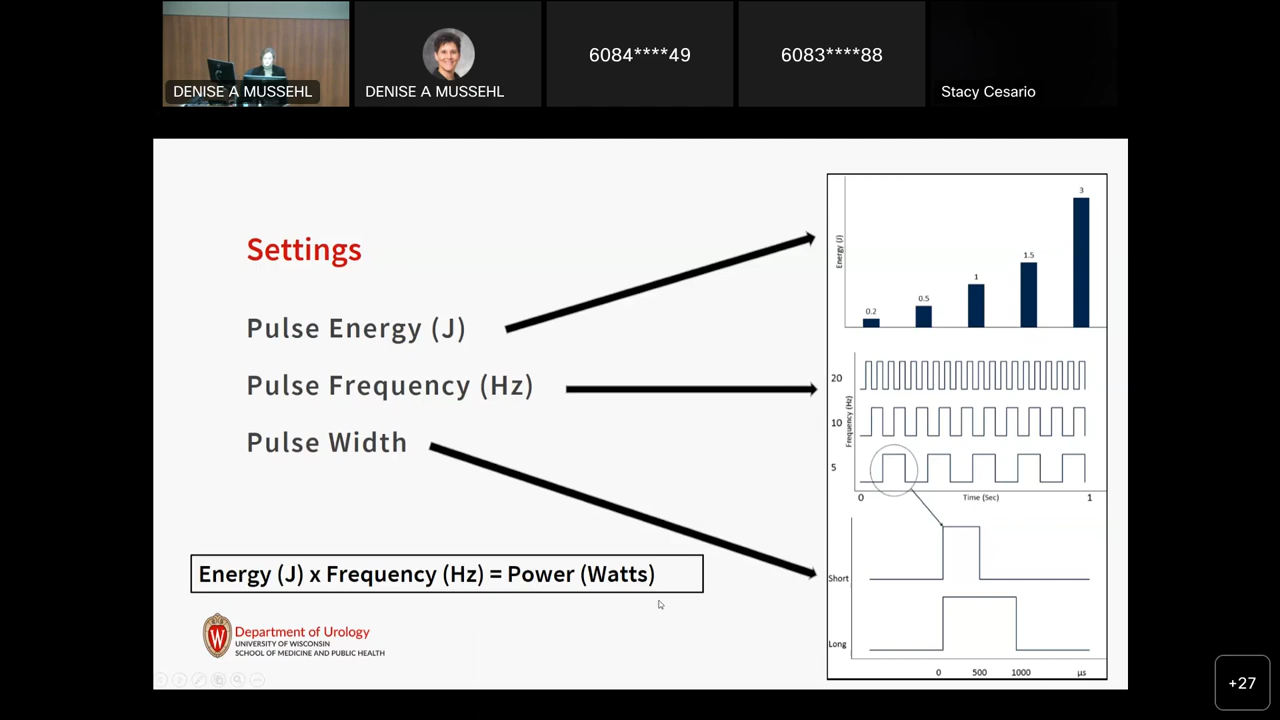 DENISE A MUSSEHL
DENISE A MUSSEHL
6084****49
6083****88
Stacy Cesario
Settings
Pulse Energy (J)
Pulse Frequency (Hz)
Pulse Width
Energy (J) x Frequency (Hz) = Power (Watts)
W
Department of Urology
UNIVERSITY OF WISCONSIN
SCHOOL OF MEDICINE AND PUBLIC HEALTH
Energy (J)
0.2
0.5
1
1.5
3
Frequency (Hz)
20
10
5
0
Time (Sec)
1
Short
Long
0 500 1000 µs
+27